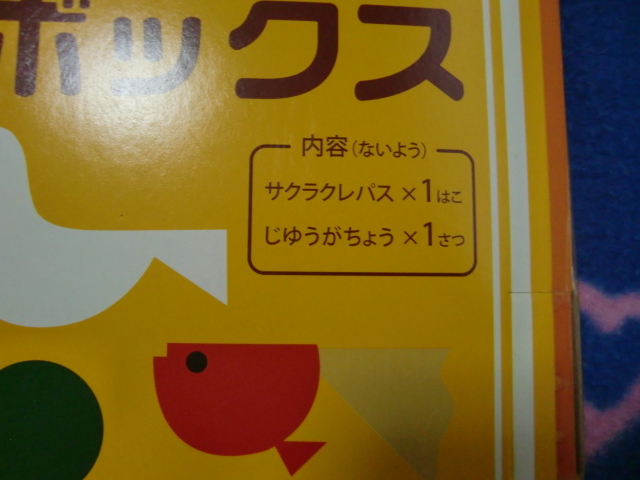 ボックス
内容(ないよう)
サクラクレパス×1はこ
じゆうがちょう×1さつ